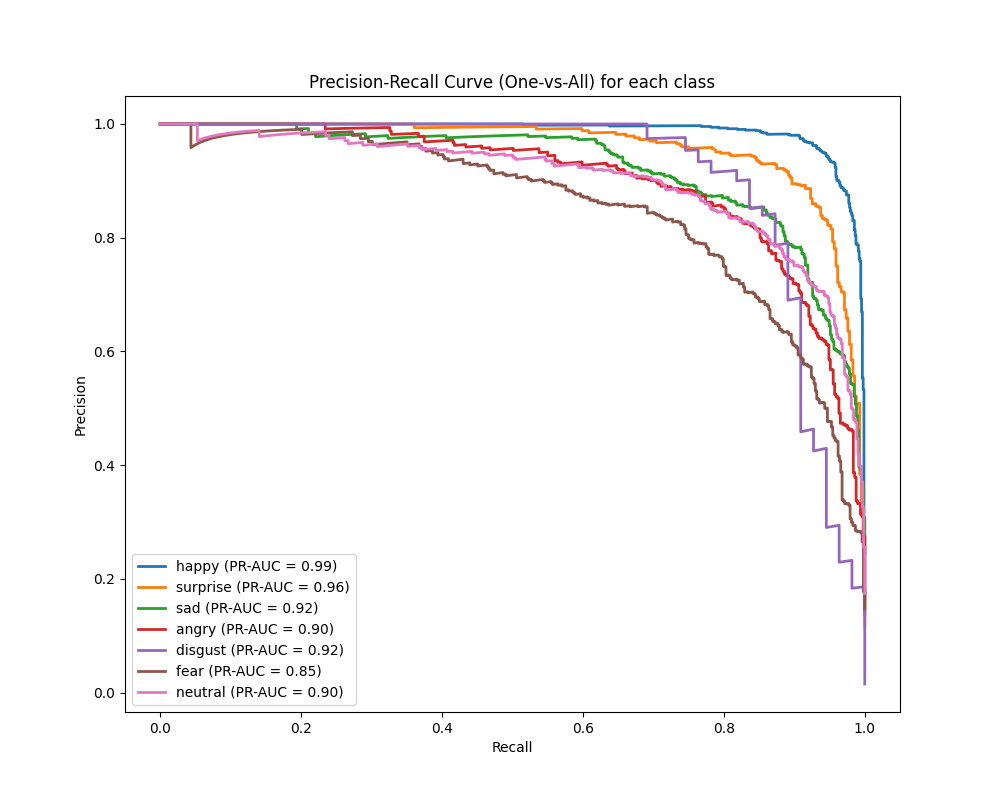 Precision-Recall Curve (One-vs-All) for each class
1.0
0.8
0.6
0.4
0.2
0.0
Precision
happy (PR-AUC = 0.99)
surprise (PR-AUC = 0.96)
sad (PR-AUC = 0.92)
angry (PR-AUC = 0.90)
disgust (PR-AUC = 0.92)
fear (PR-AUC = 0.85)
neutral (PR-AUC = 0.90)
0.0 0.2 0.4 0.6 0.8 1.0
Recall